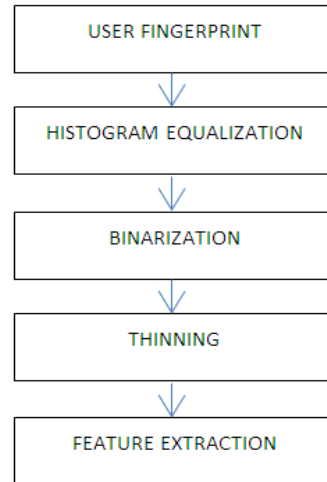 USER FINGERPRINT
HISTOGRAM EQUALIZATION
BINARIZATION
THINNING
FEATURE EXTRACTION